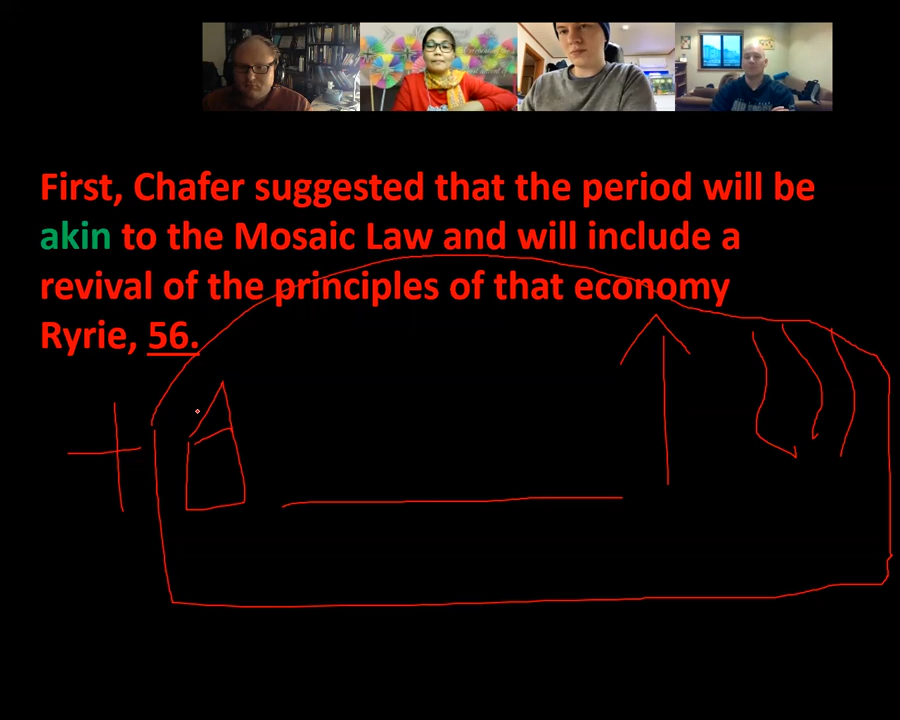 First, Chafer suggested that the period will be
akin to the Mosaic Law and will include a
revival of the principles of that economy
Ryrie, 56.